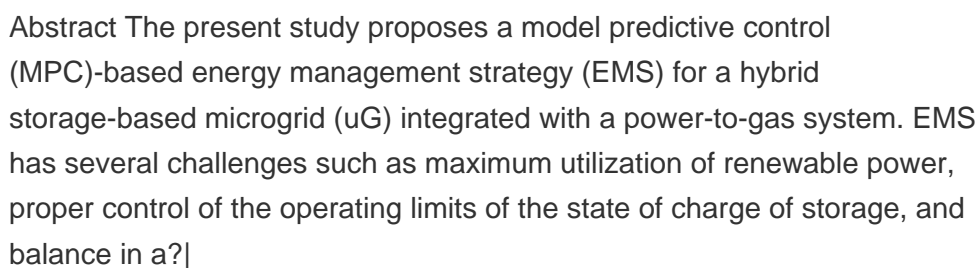 Abstract The present study proposes a model predictive control
(MPC)-based energy management strategy (EMS) for a hybrid
storage-based microgrid (uG) integrated with a power-to-gas system. EMS
has several challenges such as maximum utilization of renewable power,
proper control of the operating limits of the state of charge of storage, and
balance in a?|